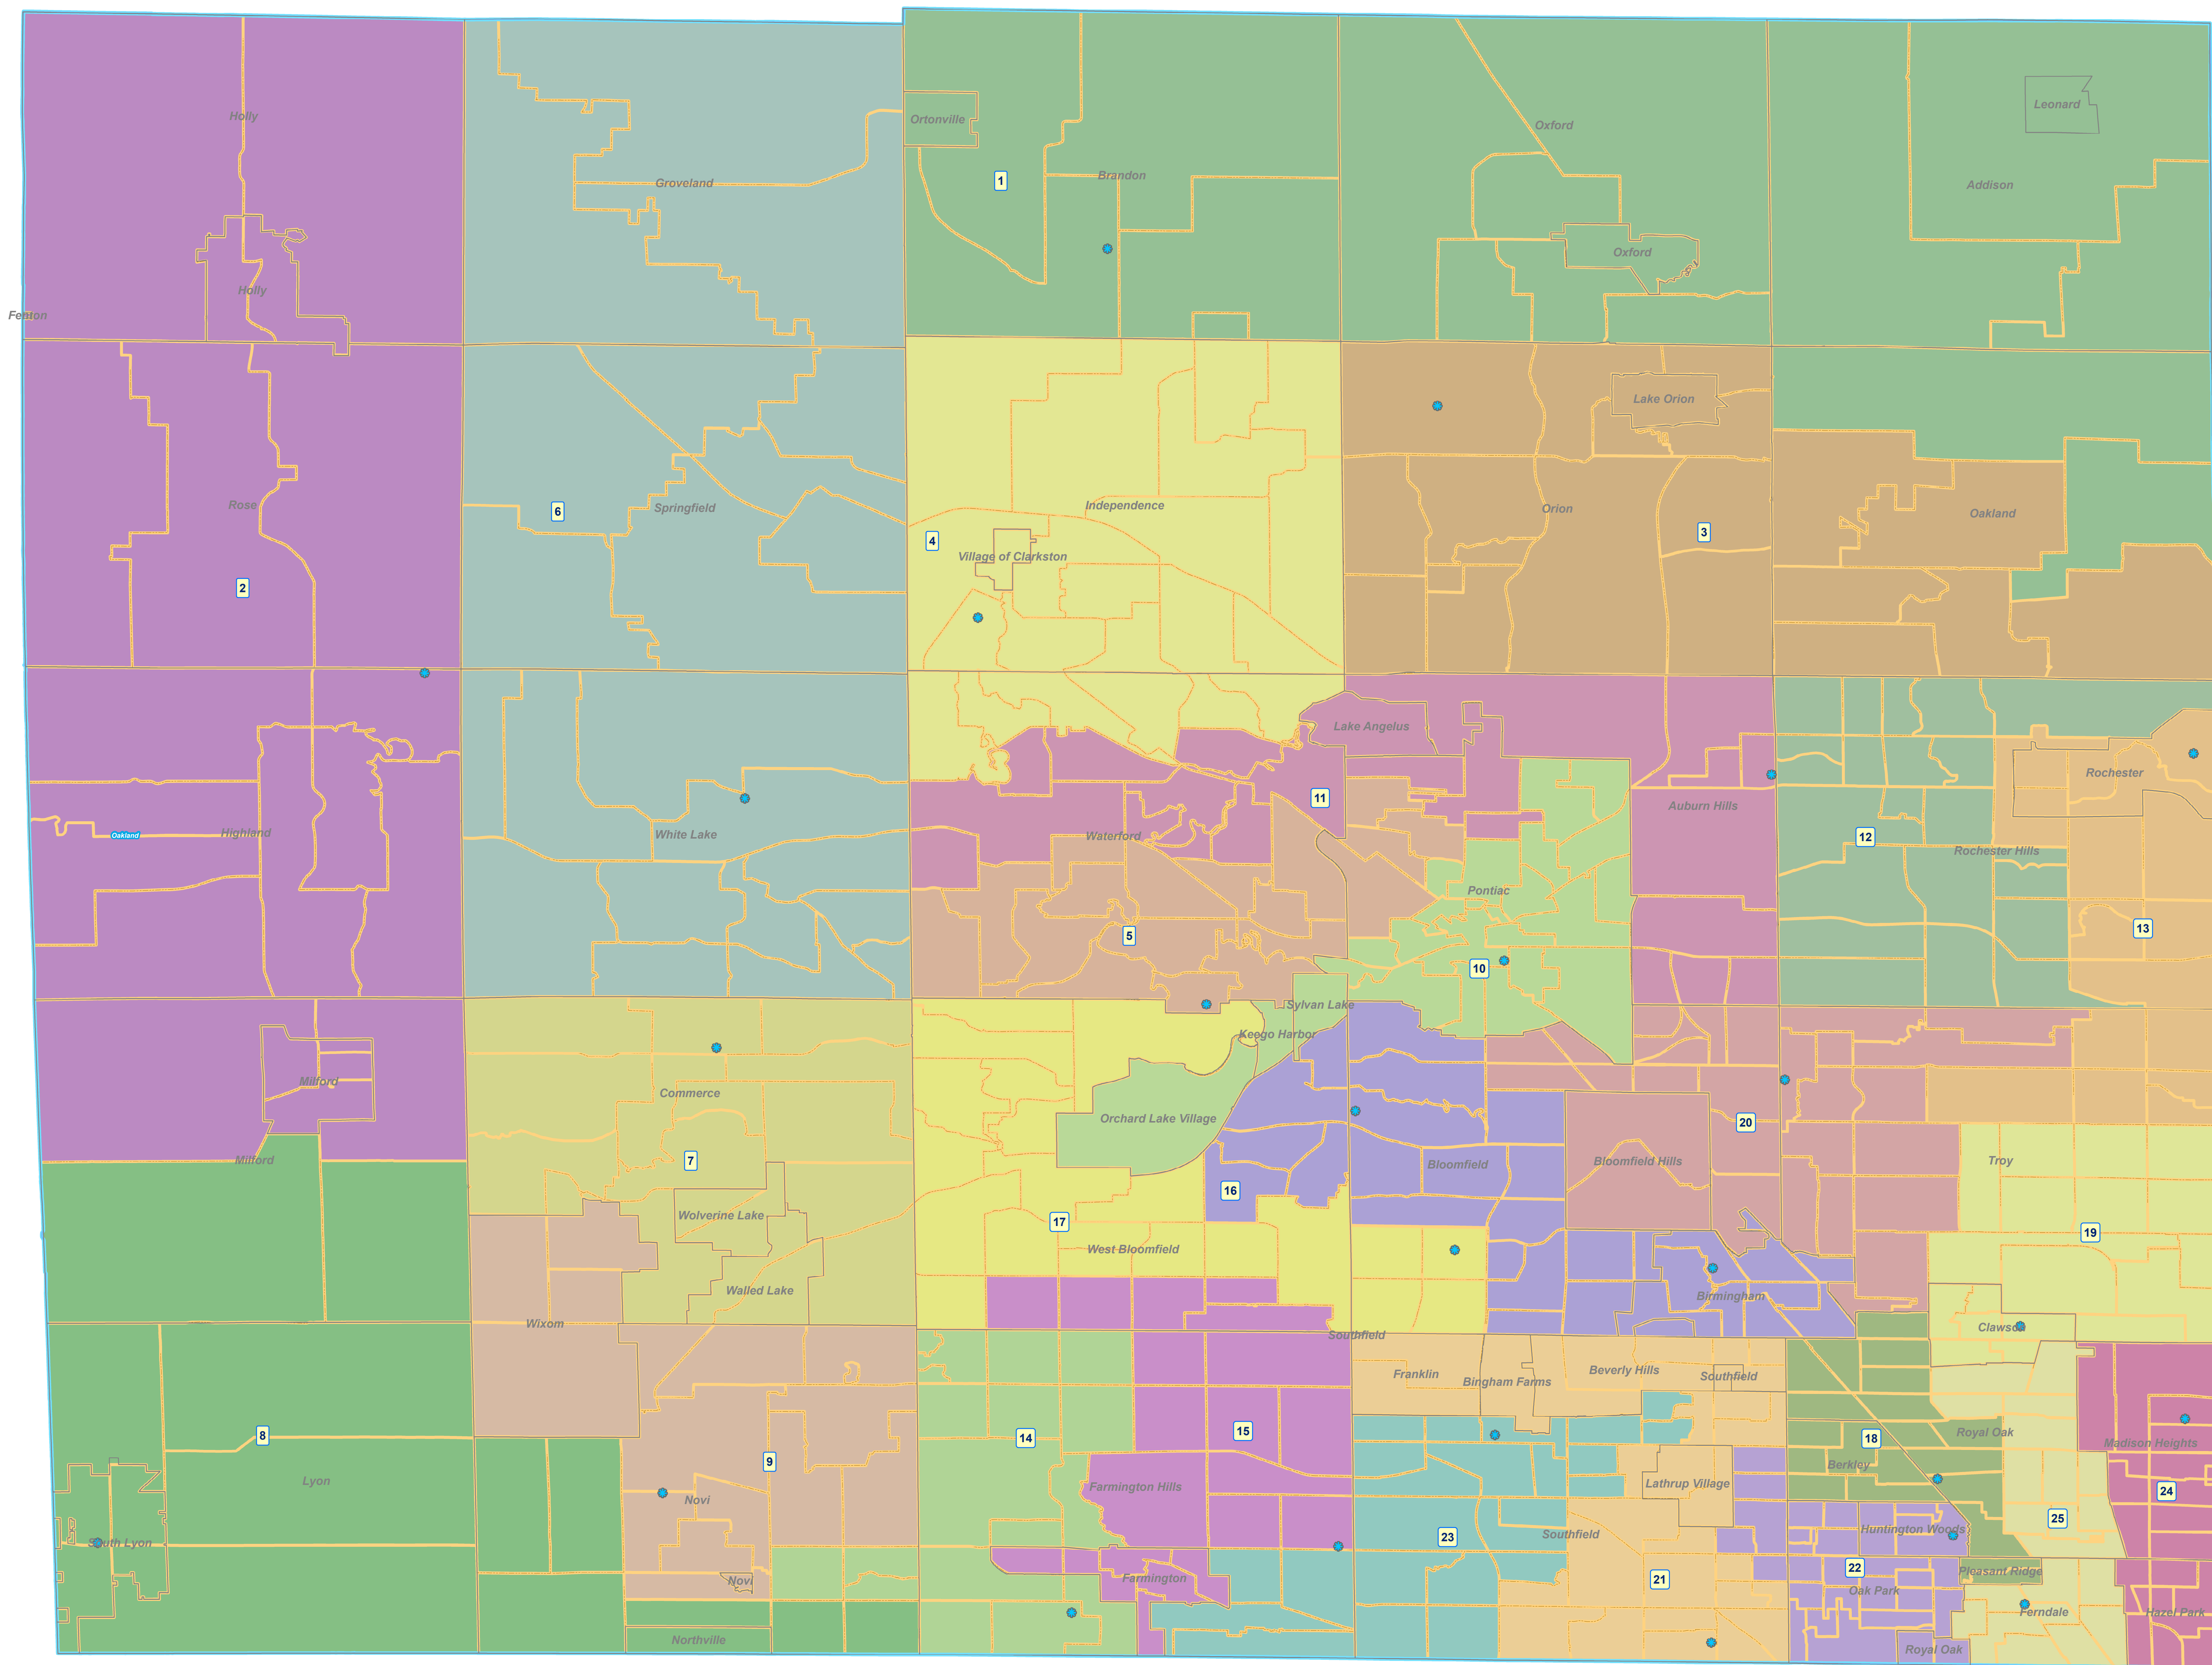 Leonard
Holly
Ortonville
Oxford
Groveland
1
Brandon
Addison
Oxford
Holly
Fenton
Lake Orion
Rose
6
Springfield
Independence
Orion
Oakland
3
4
Village of Clarkston
2
Lake Angelus
Rochester
11
Auburn Hills
Oakland
Highland
White Lake
Waterford
12
Rochester Hills
Pontiac
5
13
10
Sylvan Lake
Keego Harbor
Milford
Commerce
Orchard Lake Village
20
Milford
7
Bloomfield
Bloomfield Hills
Troy
16
Wolverine Lake
17
19
West Bloomfield
Walled Lake
Birmingham
Wixom
Southfield
Clawson
Franklin
Bingham Farms
Beverly Hills
Southfield
8
14
15
18
Royal Oak
Madison Heights
9
Berkley
Lyon
Farmington Hills
Lathrup Village
24
Novi
25
South Lyon
23
Southfield
Huntington Woods
Novi
Farmington
21
22
Pleasant Ridge
Oak Park
Ferndale
Hazel Park
Northville
Royal Oak